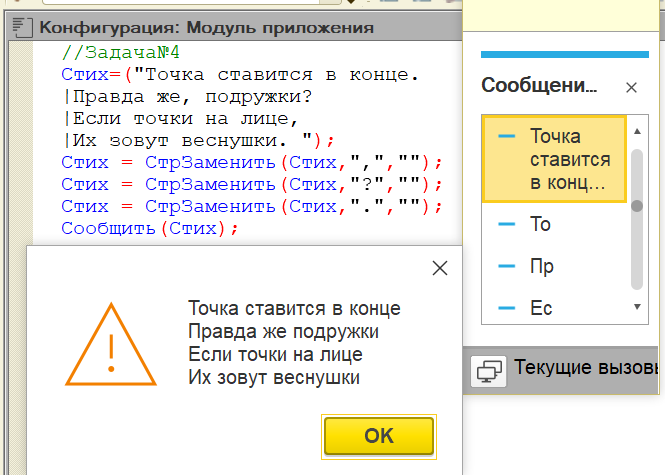 Конфигурация: Модуль приложения
//Задача№4
Стих=("Точка ставится в конце.
|Правда же, подружки?
|Если точки на лице,
|Их зовут веснушки. ");
Стих = СтрЗаменить(Стих,",","");
Стих = СтрЗаменить(Стих,"?","");
Стих = СтрЗаменить(Стих,".","");
Сообщить(Стих);
Точка ставится в конце
Правда же подружки
Если точки на лице
Их зовут веснушки
OK
Сообщени...
Точка
ставится
в конц...
То
Пр
Ес
Текущие вызовы